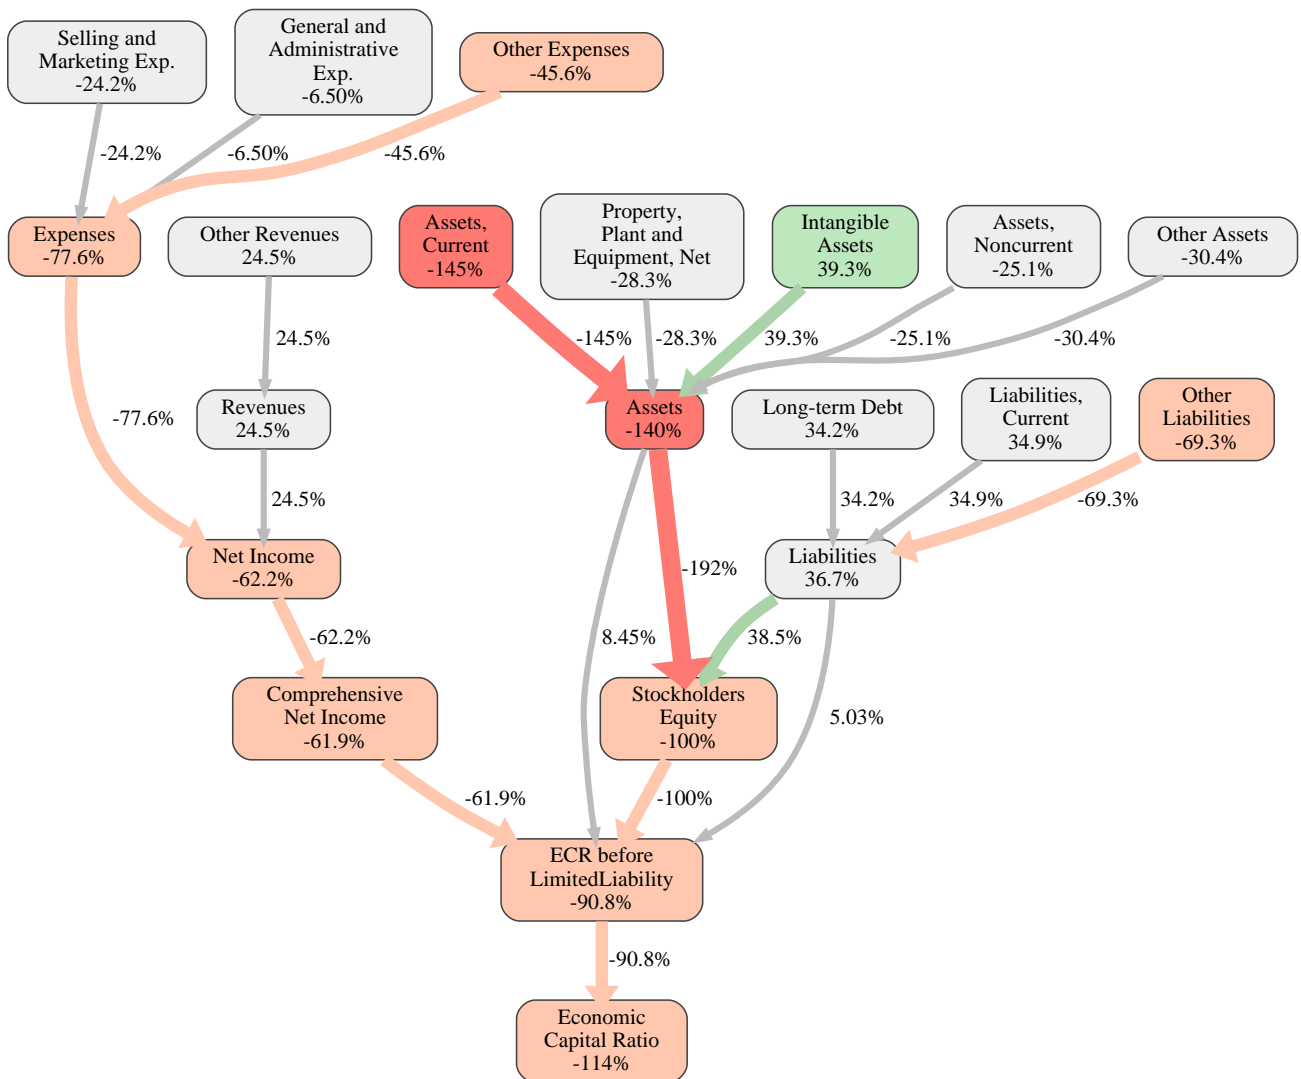 Selling and
Marketing Exp.
-24.2%
General and
Administrative
Exp.
-6.50%
Other Expenses
-45.6%
-24.2%
-6.50%
-45.6%
Expenses
-77.6%
Other Revenues
24.5%
Assets,
Current
-145%
Property,
Plant and
Equipment, Net
-28.3%
Intangible
Assets
39.3%
Assets,
Noncurrent
-25.1%
Other Assets
-30.4%
24.5%
-145%
-28.3%
39.3%
-25.1%
-30.4%
-77.6%
Revenues
24.5%
Assets
-140%
Long-term Debt
34.2%
Liabilities,
Current
34.9%
Other
Liabilities
-69.3%
24.5%
34.2%
34.9%
-69.3%
Net Income
-62.2%
-192%
Liabilities
36.7%
-62.2%
8.45%
38.5%
Comprehensive
Net Income
-61.9%
Stockholders
Equity
-100%
5.03%
-61.9%
-100%
ECR before
LimitedLiability
-90.8%
-90.8%
Economic
Capital Ratio
-114%